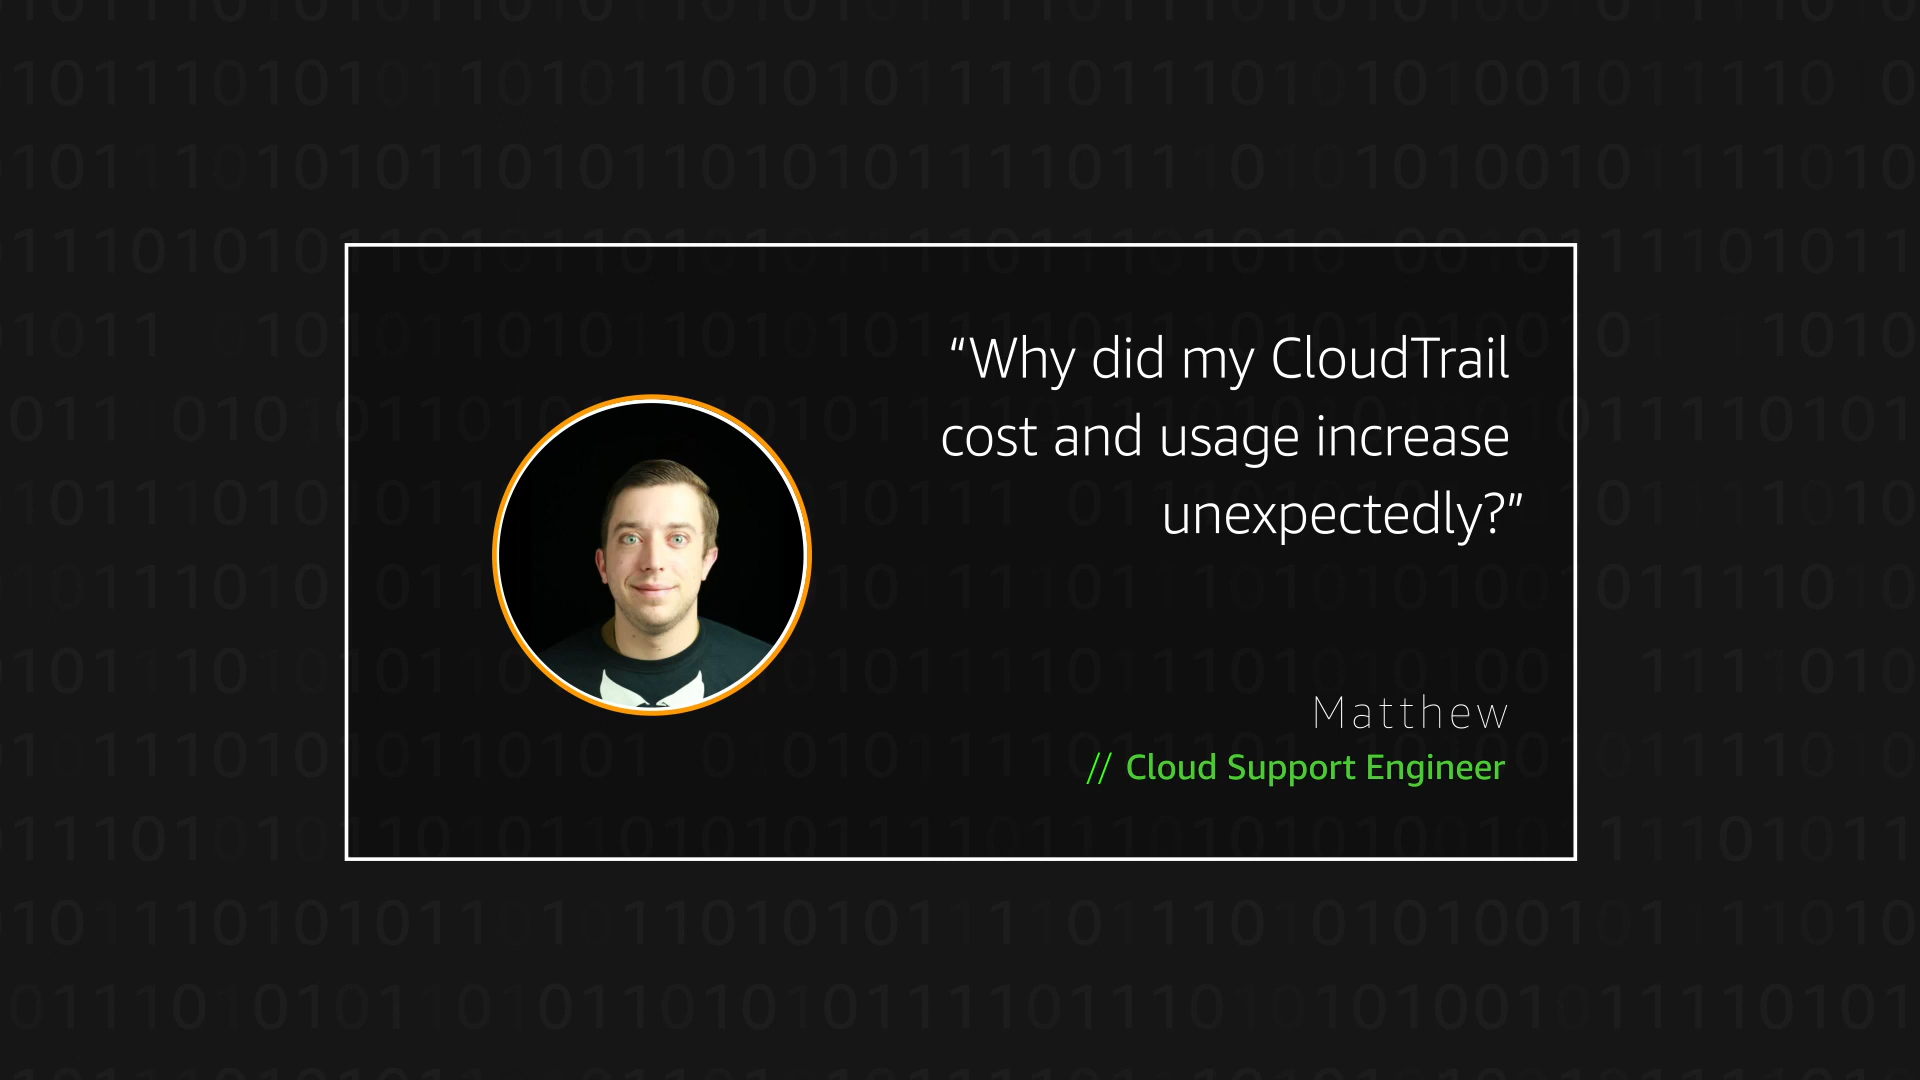 “Why did my CloudTrail
cost and usage increase
unexpectedly?”
Matthew
// Cloud Support Engineer